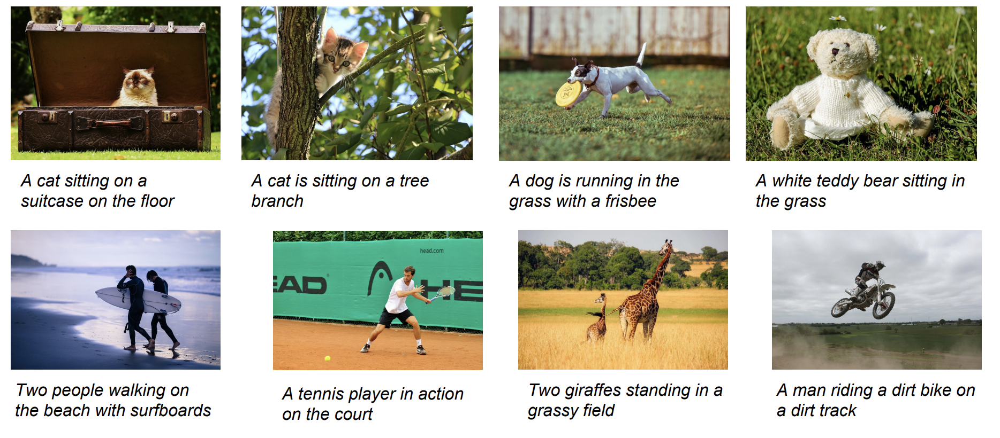 A cat sitting on a
suitcase on the floor
A cat is sitting on a tree
branch
A dog is running in the
grass with a frisbee
A white teddy bear sitting in
the grass
head.com
EAD
HE
Two people walking on
the beach with surfboards
A tennis player in action
on the court
Two giraffes standing in a
grassy field
A man riding a dirt bike on
a dirt track